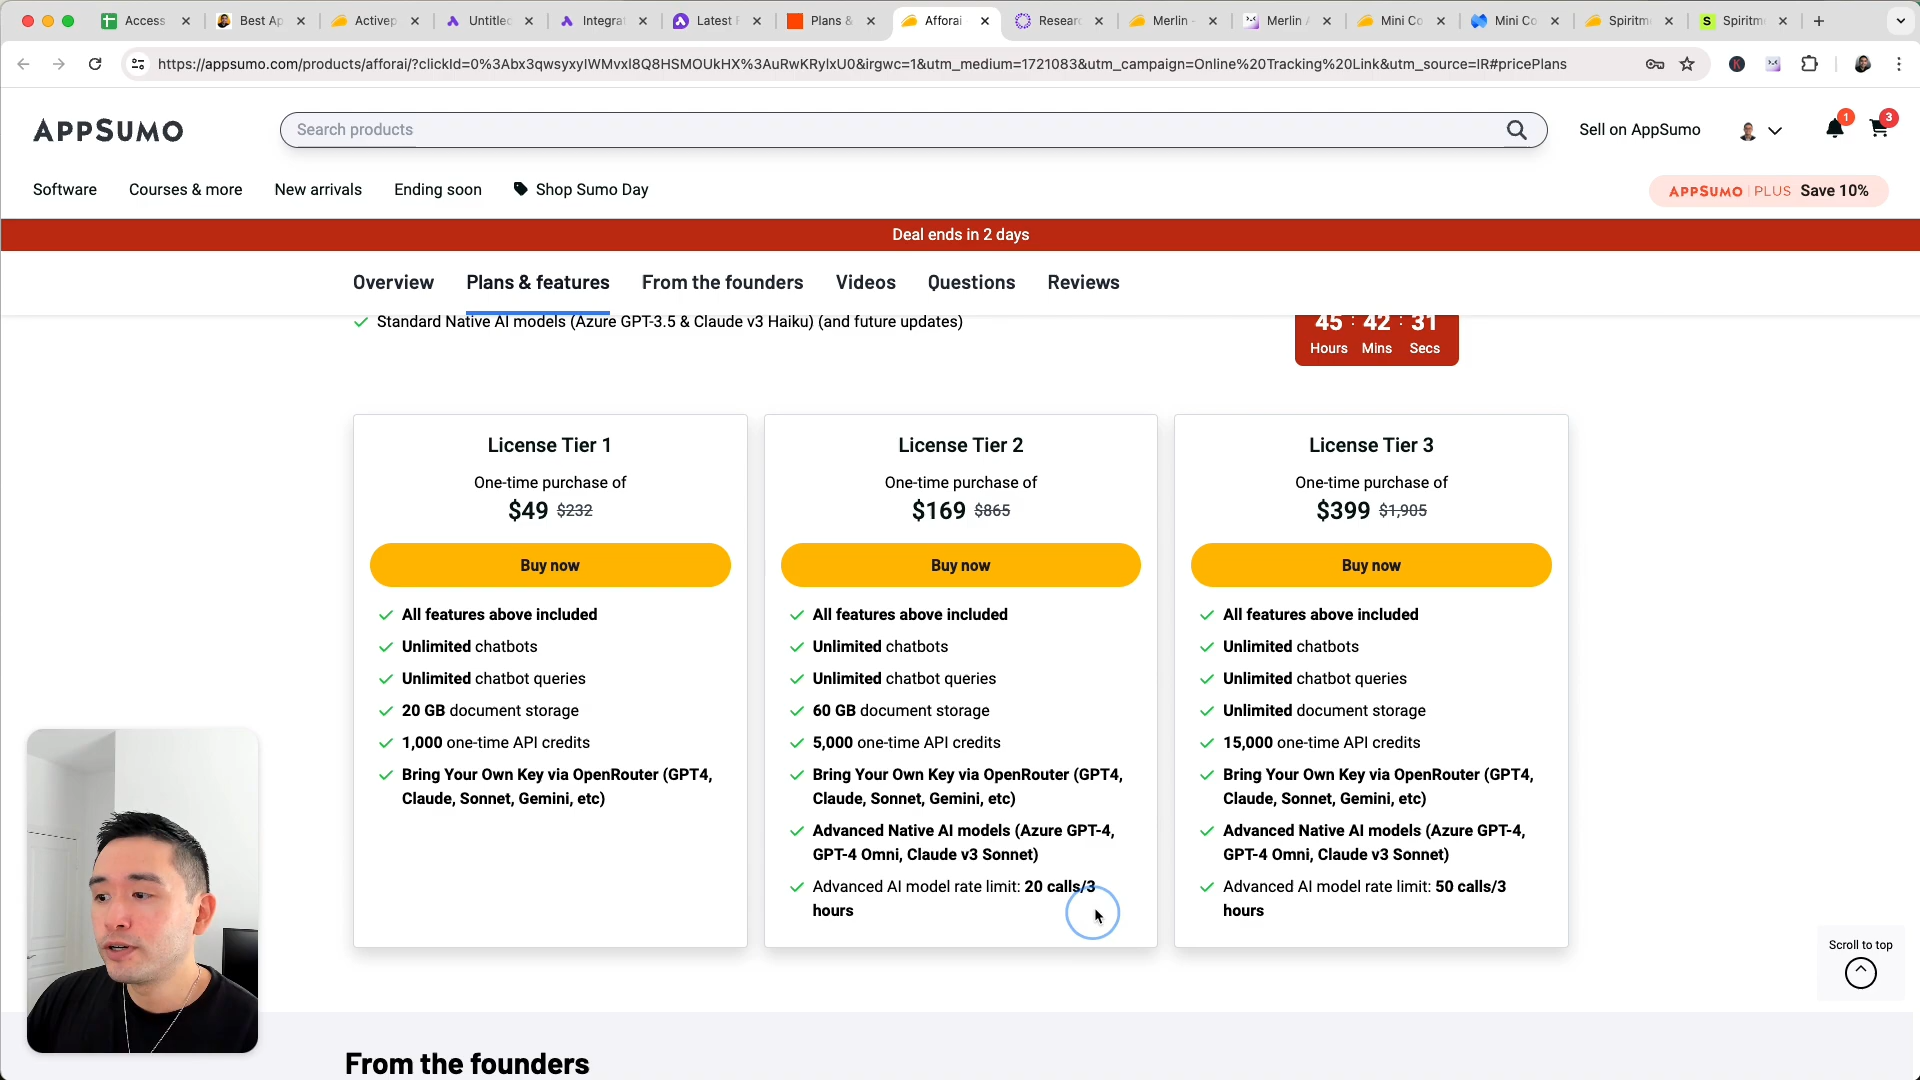 Access
Best Ap
Activep
Untitled
Integrat
Latest F
Plans &
Afforai
Researc
Merlin -
Merlin A
Mini Co
Mini Co
Spiritme
Spiritme
https://appsumo.com/products/afforai/?clickId=0%3Abx3qwsyxyIWMvxI8Q8HSMOUkHX%3AuRwKRyIxU0&irgwc=1&utm_medium=1721083&utm_campaign=Online%20Tracking%20Link&utm_source=IR#pricePlans
APPSUMO
Search products
Sell on AppSumo
1
3
Software
Courses & more
New arrivals
Ending soon
Shop Sumo Day
APPSUMO | PLUS Save 10%
Deal ends in 2 days
Overview
Plans & features
From the founders
Videos
Questions
Reviews
Standard Native AI models (Azure GPT-3.5 & Claude v3 Haiku) (and future updates)
45 : 42 : 31
Hours Mins Secs
License Tier 1
One-time purchase of
$49 $232
Buy now
All features above included
Unlimited chatbots
Unlimited chatbot queries
20 GB document storage
1,000 one-time API credits
Bring Your Own Key via OpenRouter (GPT4,
Claude, Sonnet, Gemini, etc)
License Tier 2
One-time purchase of
$169 $865
Buy now
All features above included
Unlimited chatbots
Unlimited chatbot queries
60 GB document storage
5,000 one-time API credits
Bring Your Own Key via OpenRouter (GPT4,
Claude, Sonnet, Gemini, etc)
Advanced Native AI models (Azure GPT-4,
GPT-4 Omni, Claude v3 Sonnet)
Advanced AI model rate limit: 20 calls/3
hours
License Tier 3
One-time purchase of
$399 $1,905
Buy now
All features above included
Unlimited chatbots
Unlimited chatbot queries
Unlimited document storage
15,000 one-time API credits
Bring Your Own Key via OpenRouter (GPT4,
Claude, Sonnet, Gemini, etc)
Advanced Native AI models (Azure GPT-4,
GPT-4 Omni, Claude v3 Sonnet)
Advanced AI model rate limit: 50 calls/3
hours
Scroll to top
From the founders